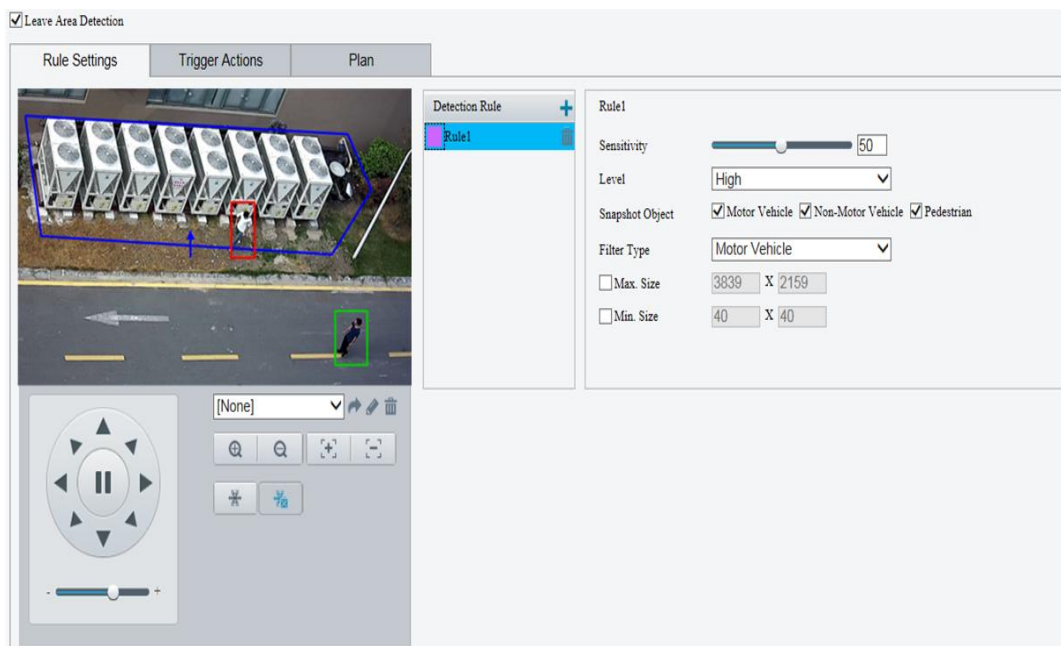 Leave Area Detection
Rule Settings Trigger Actions Plan
Detection Rule +
Rule1
Rule1
Sensitivity 50
Level High
Snapshot Object Motor Vehicle Non-Motor Vehicle Pedestrian
Filter Type Motor Vehicle
Max. Size 3839 X 2159
Min. Size 40 X 40
[None]
- +